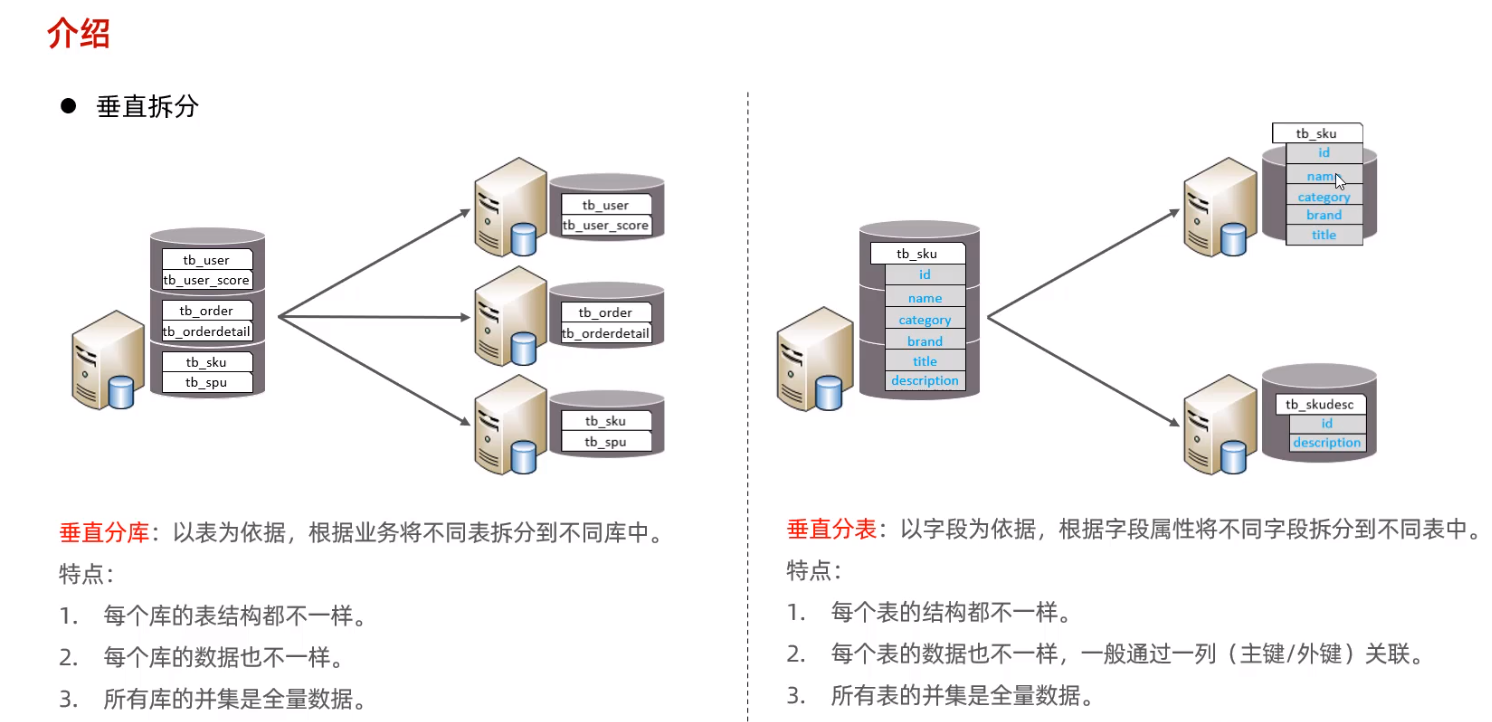 介绍
● 垂直拆分
tb_user
tb_user_score
tb_order
tb_orderdetail
tb_sku
tb_spu
tb_user
tb_user_score
tb_order
tb_orderdetail
tb_sku
tb_spu
垂直分库：以表为依据，根据业务将不同表拆分到不同库中。
特点：
1. 每个库的表结构都不一样。
2. 每个库的数据也不一样。
3. 所有库的并集是全量数据。
tb_sku
id
name
category
brand
title
description
tb_sku
id
name
category
brand
title
tb_skudesc
id
description
垂直分表：以字段为依据，根据字段属性将不同字段拆分到不同表中。
特点：
1. 每个表的结构都不一样。
2. 每个表的数据也不一样，一般通过一列（主键/外键）关联。
3. 所有表的并集是全量数据。